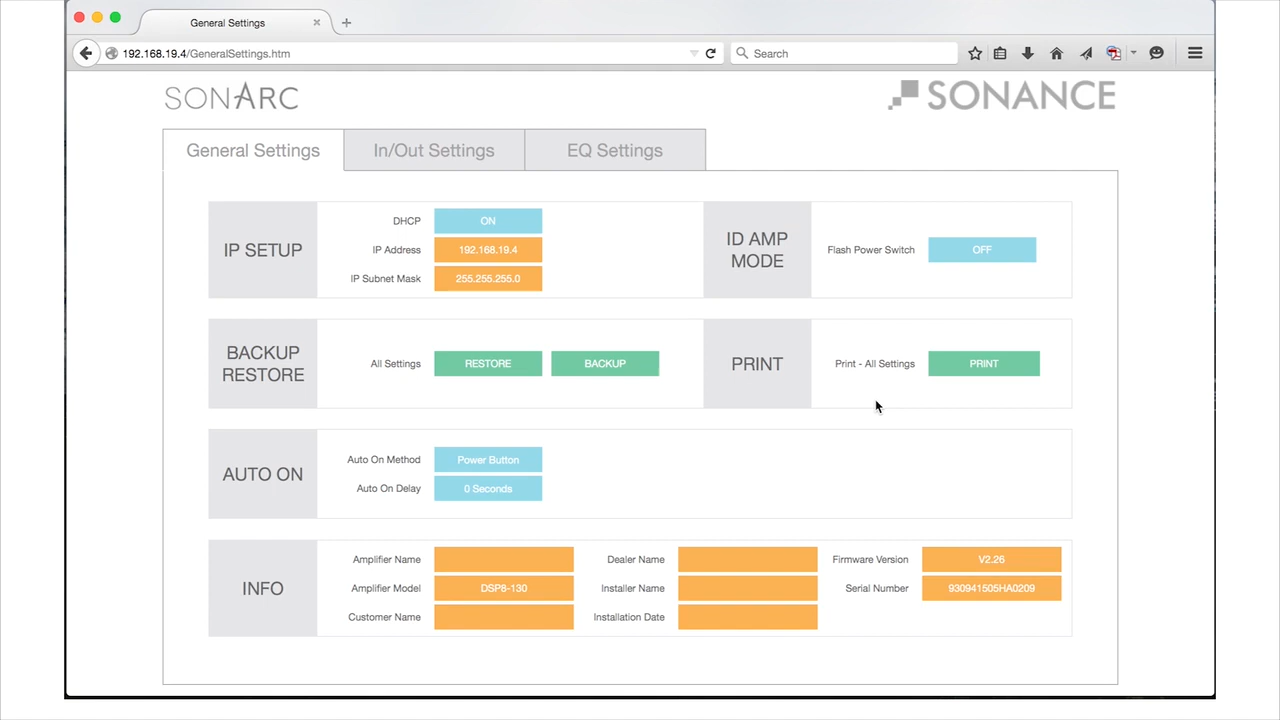 General Settings
192.168.19.4/GeneralSettings.htm
Search
SONARC
SONANCE
General Settings
In/Out Settings
EQ Settings
IP SETUP
DHCP
ON
IP Address
192.168.19.4
IP Subnet Mask
255.255.255.0
ID AMP
MODE
Flash Power Switch
OFF
BACKUP
RESTORE
All Settings
RESTORE
BACKUP
PRINT
Print - All Settings
PRINT
AUTO ON
Auto On Method
Power Button
Auto On Delay
0 Seconds
INFO
Amplifier Name
Dealer Name
Firmware Version
V2.26
Amplifier Model
DSP8-130
Installer Name
Serial Number
930941505HA0209
Customer Name
Installation Date